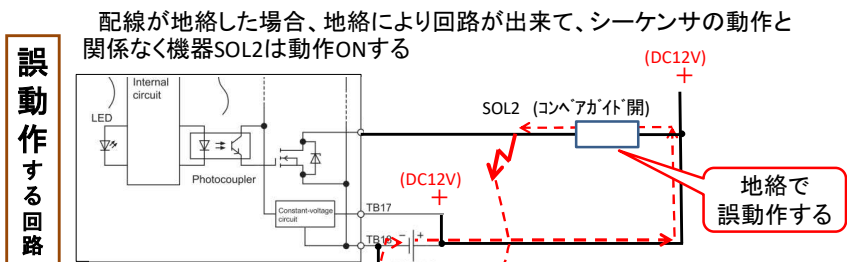 配線が地絡した場合、地絡により回路が出来て、シーケンサの動作と
関係なく機器SOL2は動作ONする
誤動作する回路
(DC12V)
+
SOL2 (コンベアガイド開)
Internal
circuit
LED
Photocoupler
(DC12V)
+
地絡で
誤動作する
Constant-voltage
circuit
TB17
TB18
- +